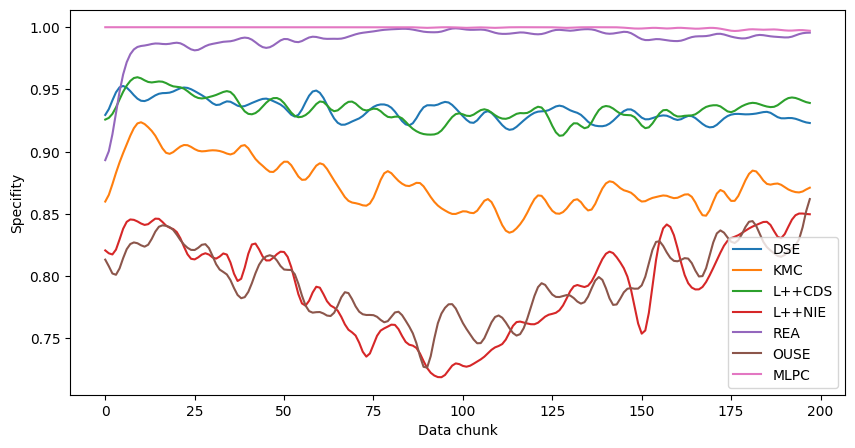 1.00
0.95
0.90
0.85
0.80
0.75
Specifity
0 25 50 75 100 125 150 175 200
Data chunk
DSE
KMC
L++CDS
L++NIE
REA
OUSE
MLPC